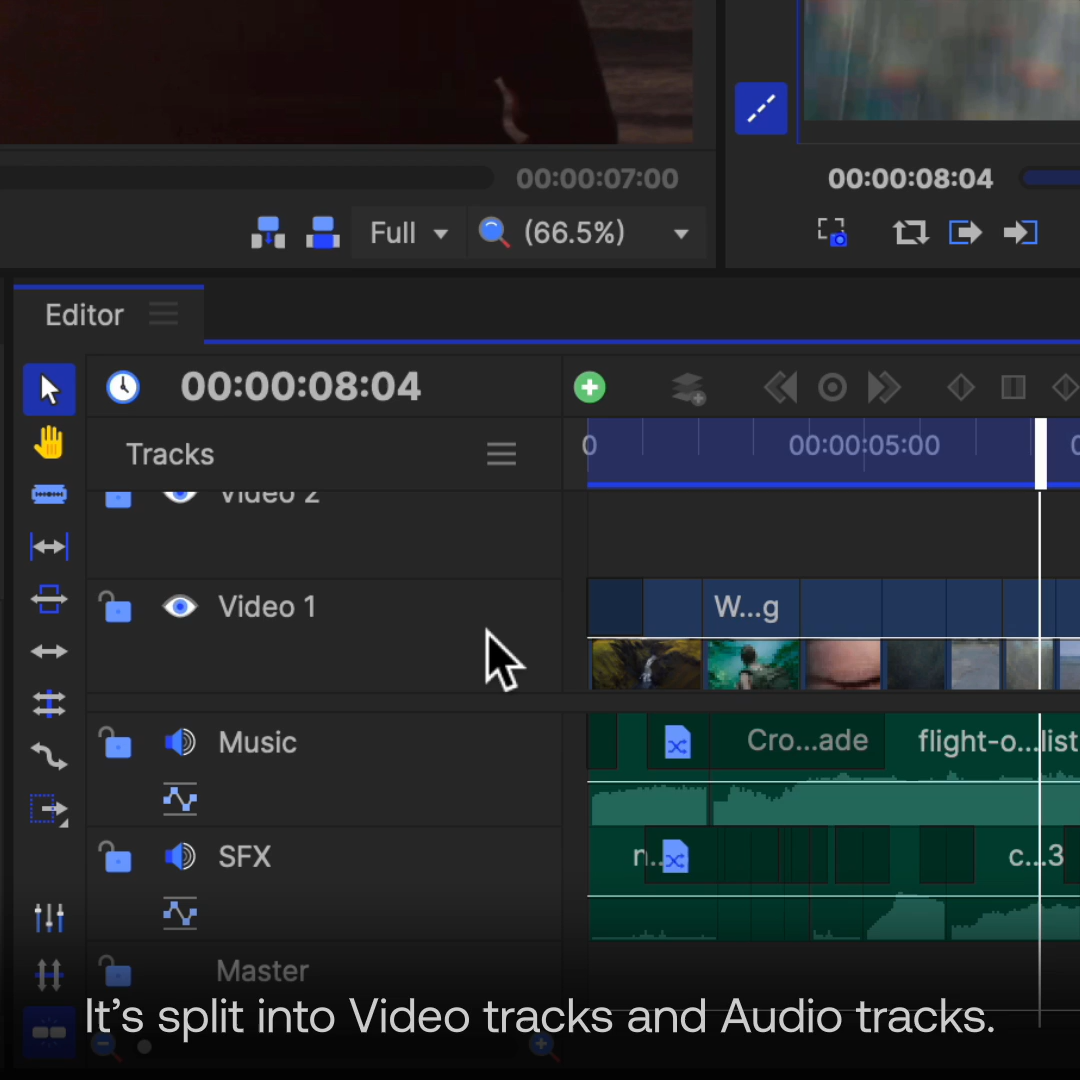 00:00:07:00
00:00:08:04
Full
(66.5%)
Editor
00:00:08:04
Tracks
0
00:00:05:00
Video 2
Video 1
W...g
Music
Cro...ade
flight-o...list
SFX
n..
c...3
Master
It’s split into Video tracks and Audio tracks.